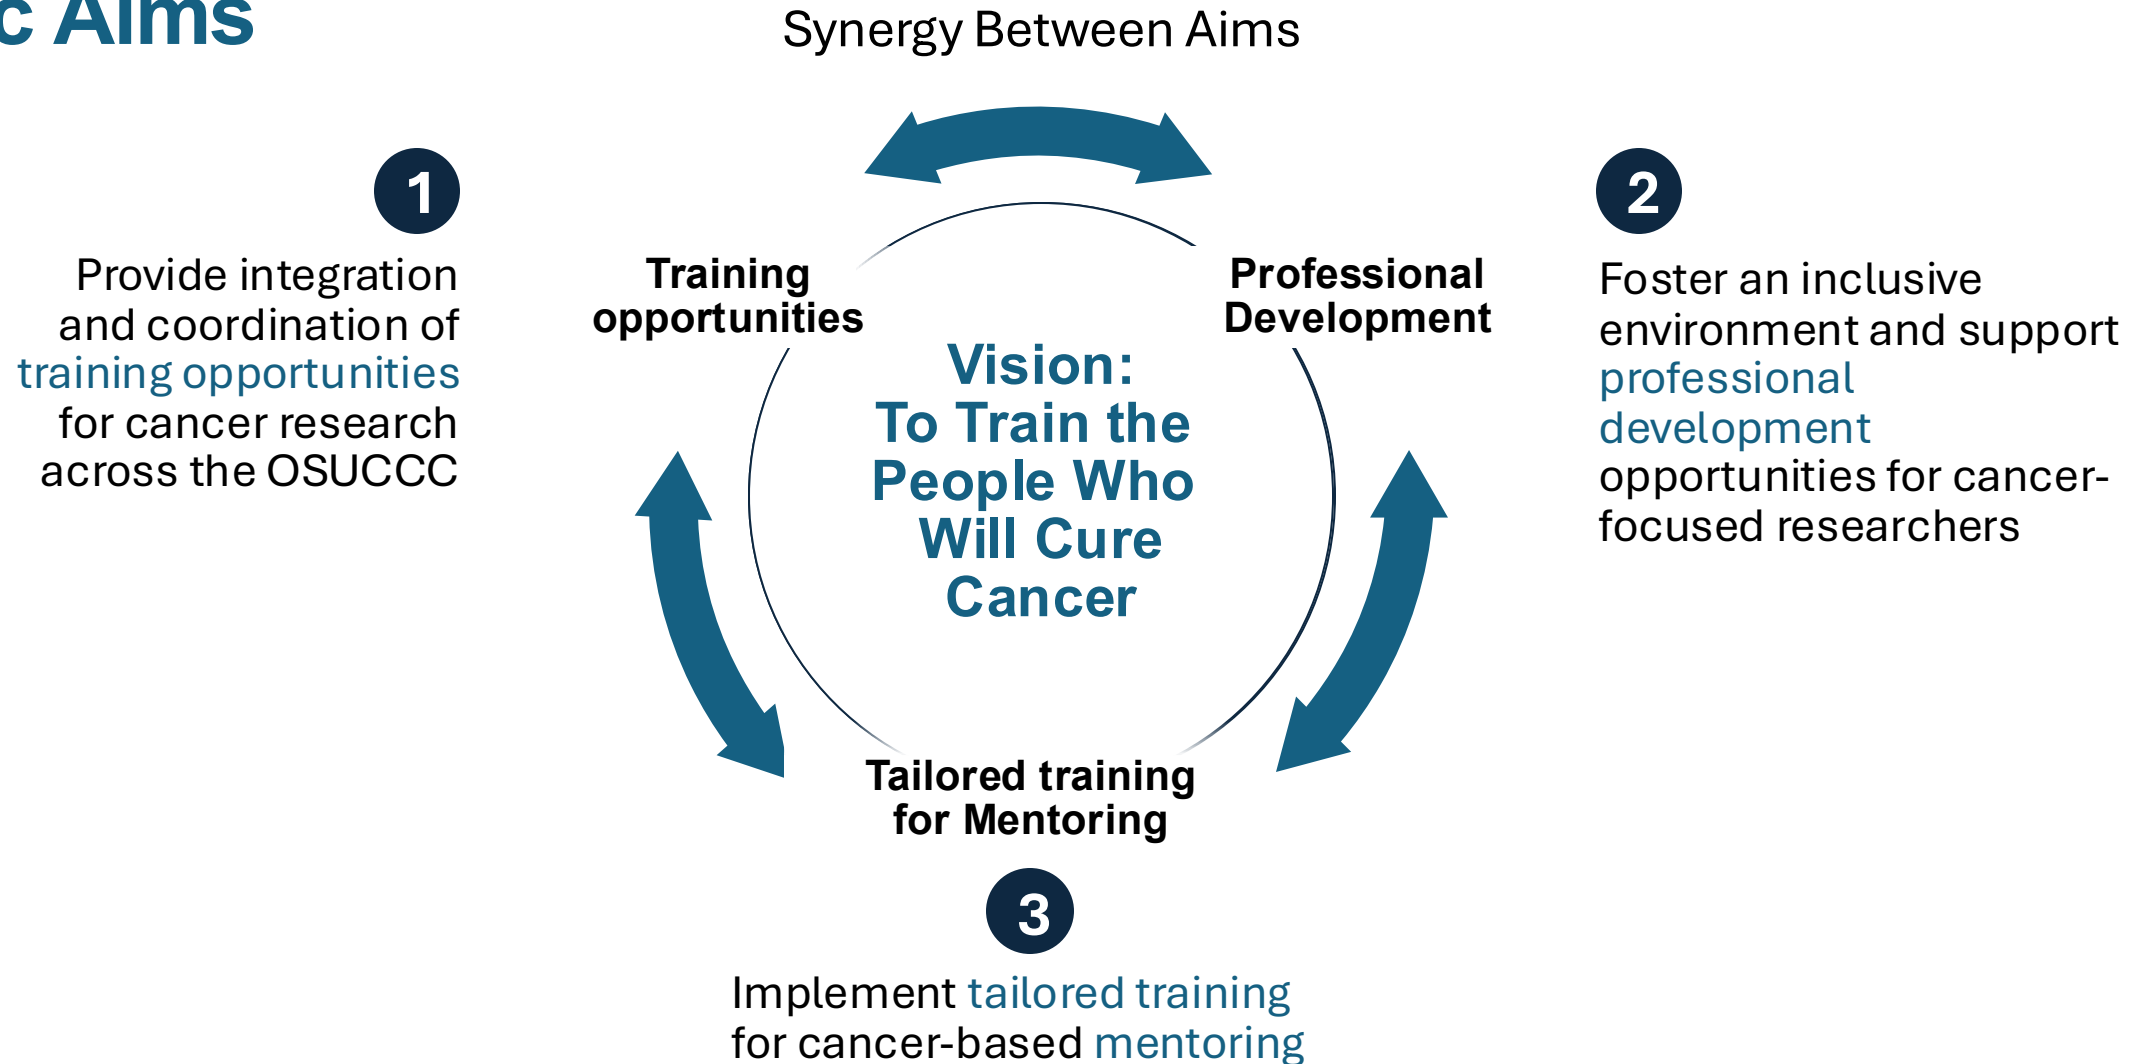 c Aims
Synergy Between Aims
1
Provide integration
and coordination of
training opportunities
for cancer research
across the OSUCCC
Training
opportunities
Professional
Development
2
Foster an inclusive
environment and support
professional
development
opportunities for cancer-
focused researchers
Vision:
To Train the
People Who
Will Cure
Cancer
Tailored training
for Mentoring
3
Implement tailored training
for cancer-based mentoring